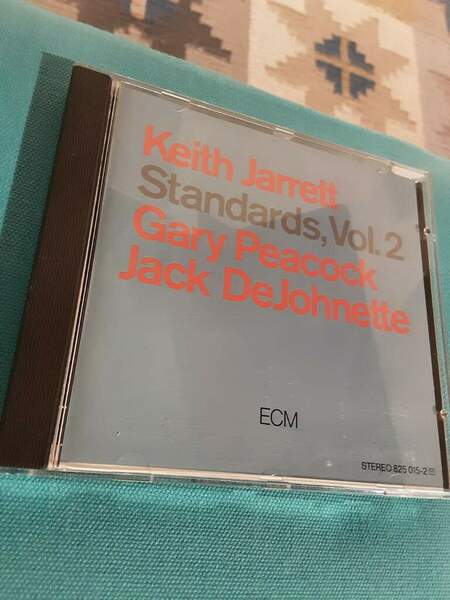 Keith Jarrett
Standards, Vol. 2
Gary Peacock
Jack DeJohnette
ECM
STEREO 825 015-2